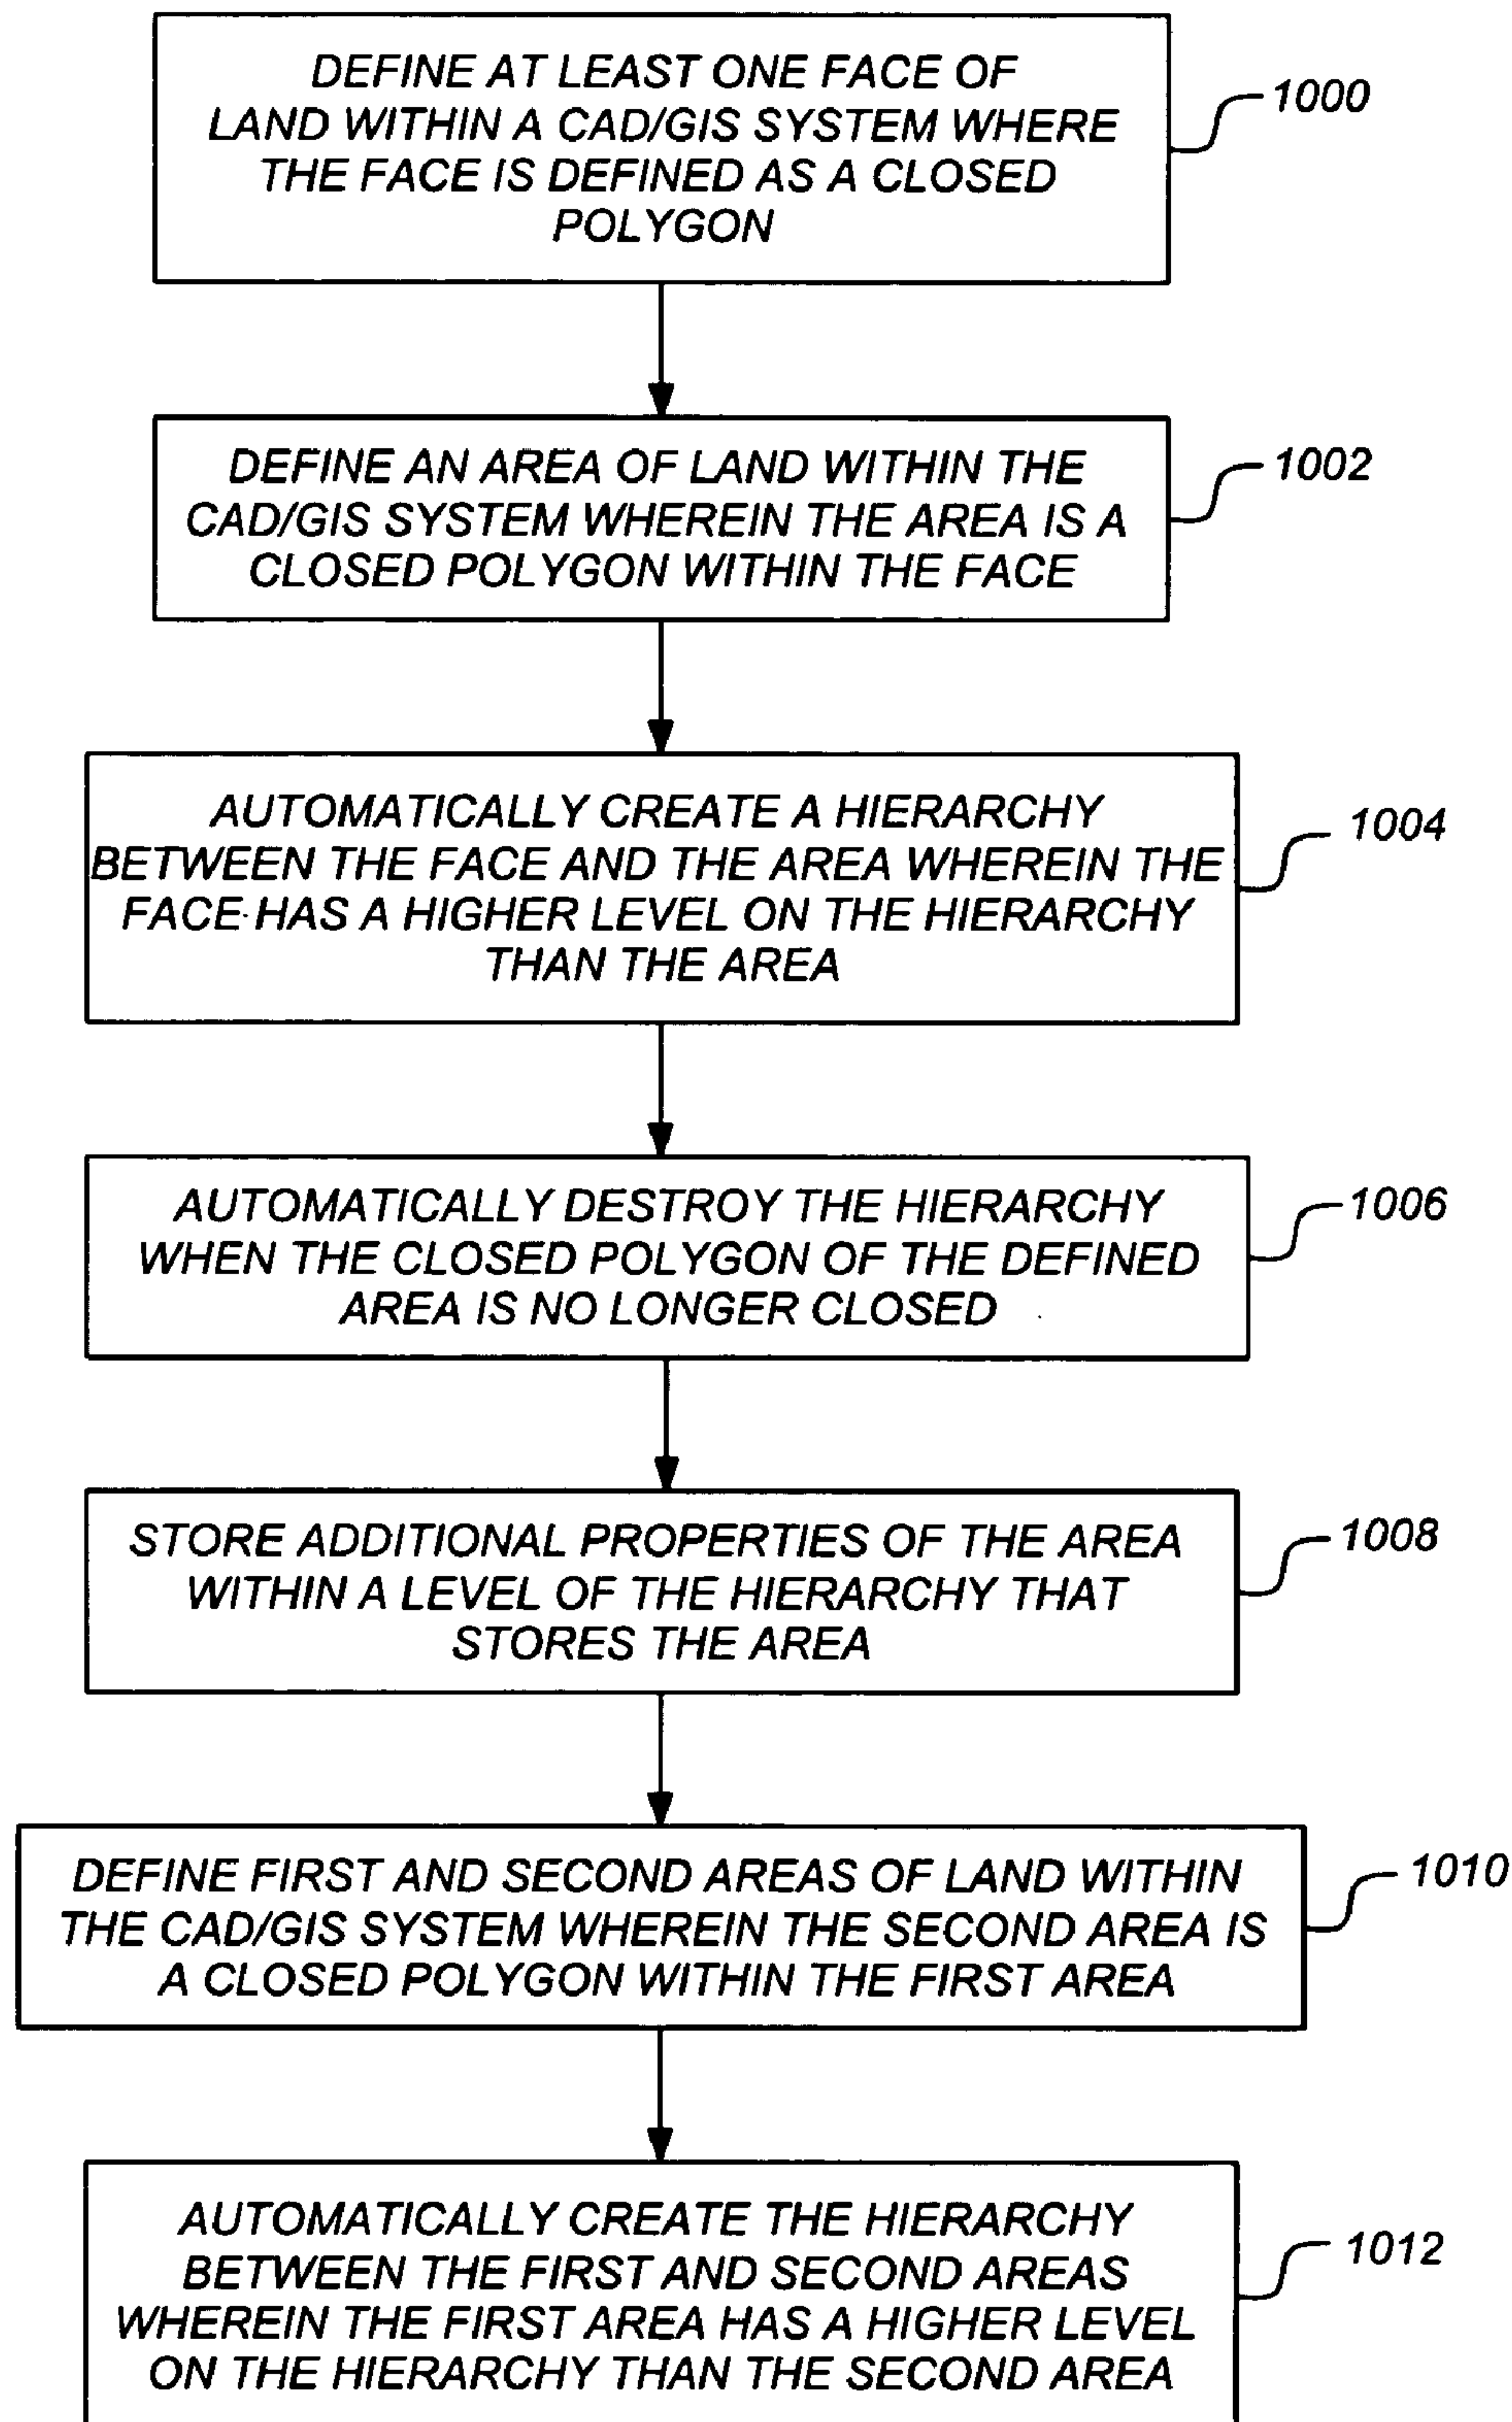 DEFINE AT LEAST ONE FACE OF
LAND WITHIN A CAD/GIS SYSTEM WHERE
THE FACE IS DEFINED AS A CLOSED
POLYGON
1000
DEFINE AN AREA OF LAND WITHIN THE
CAD/GIS SYSTEM WHEREIN THE AREA IS A
CLOSED POLYGON WITHIN THE FACE
1002
AUTOMATICALLY CREATE A HIERARCHY
BETWEEN THE FACE AND THE AREA WHEREIN THE
FACE HAS A HIGHER LEVEL ON THE HIERARCHY
THAN THE AREA
1004
AUTOMATICALLY DESTROY THE HIERARCHY
WHEN THE CLOSED POLYGON OF THE DEFINED
AREA IS NO LONGER CLOSED
1006
STORE ADDITIONAL PROPERTIES OF THE AREA
WITHIN A LEVEL OF THE HIERARCHY THAT
STORES THE AREA
1008
DEFINE FIRST AND SECOND AREAS OF LAND WITHIN
THE CAD/GIS SYSTEM WHEREIN THE SECOND AREA IS
A CLOSED POLYGON WITHIN THE FIRST AREA
1010
AUTOMATICALLY CREATE THE HIERARCHY
BETWEEN THE FIRST AND SECOND AREAS
WHEREIN THE FIRST AREA HAS A HIGHER LEVEL
ON THE HIERARCHY THAN THE SECOND AREA
1012